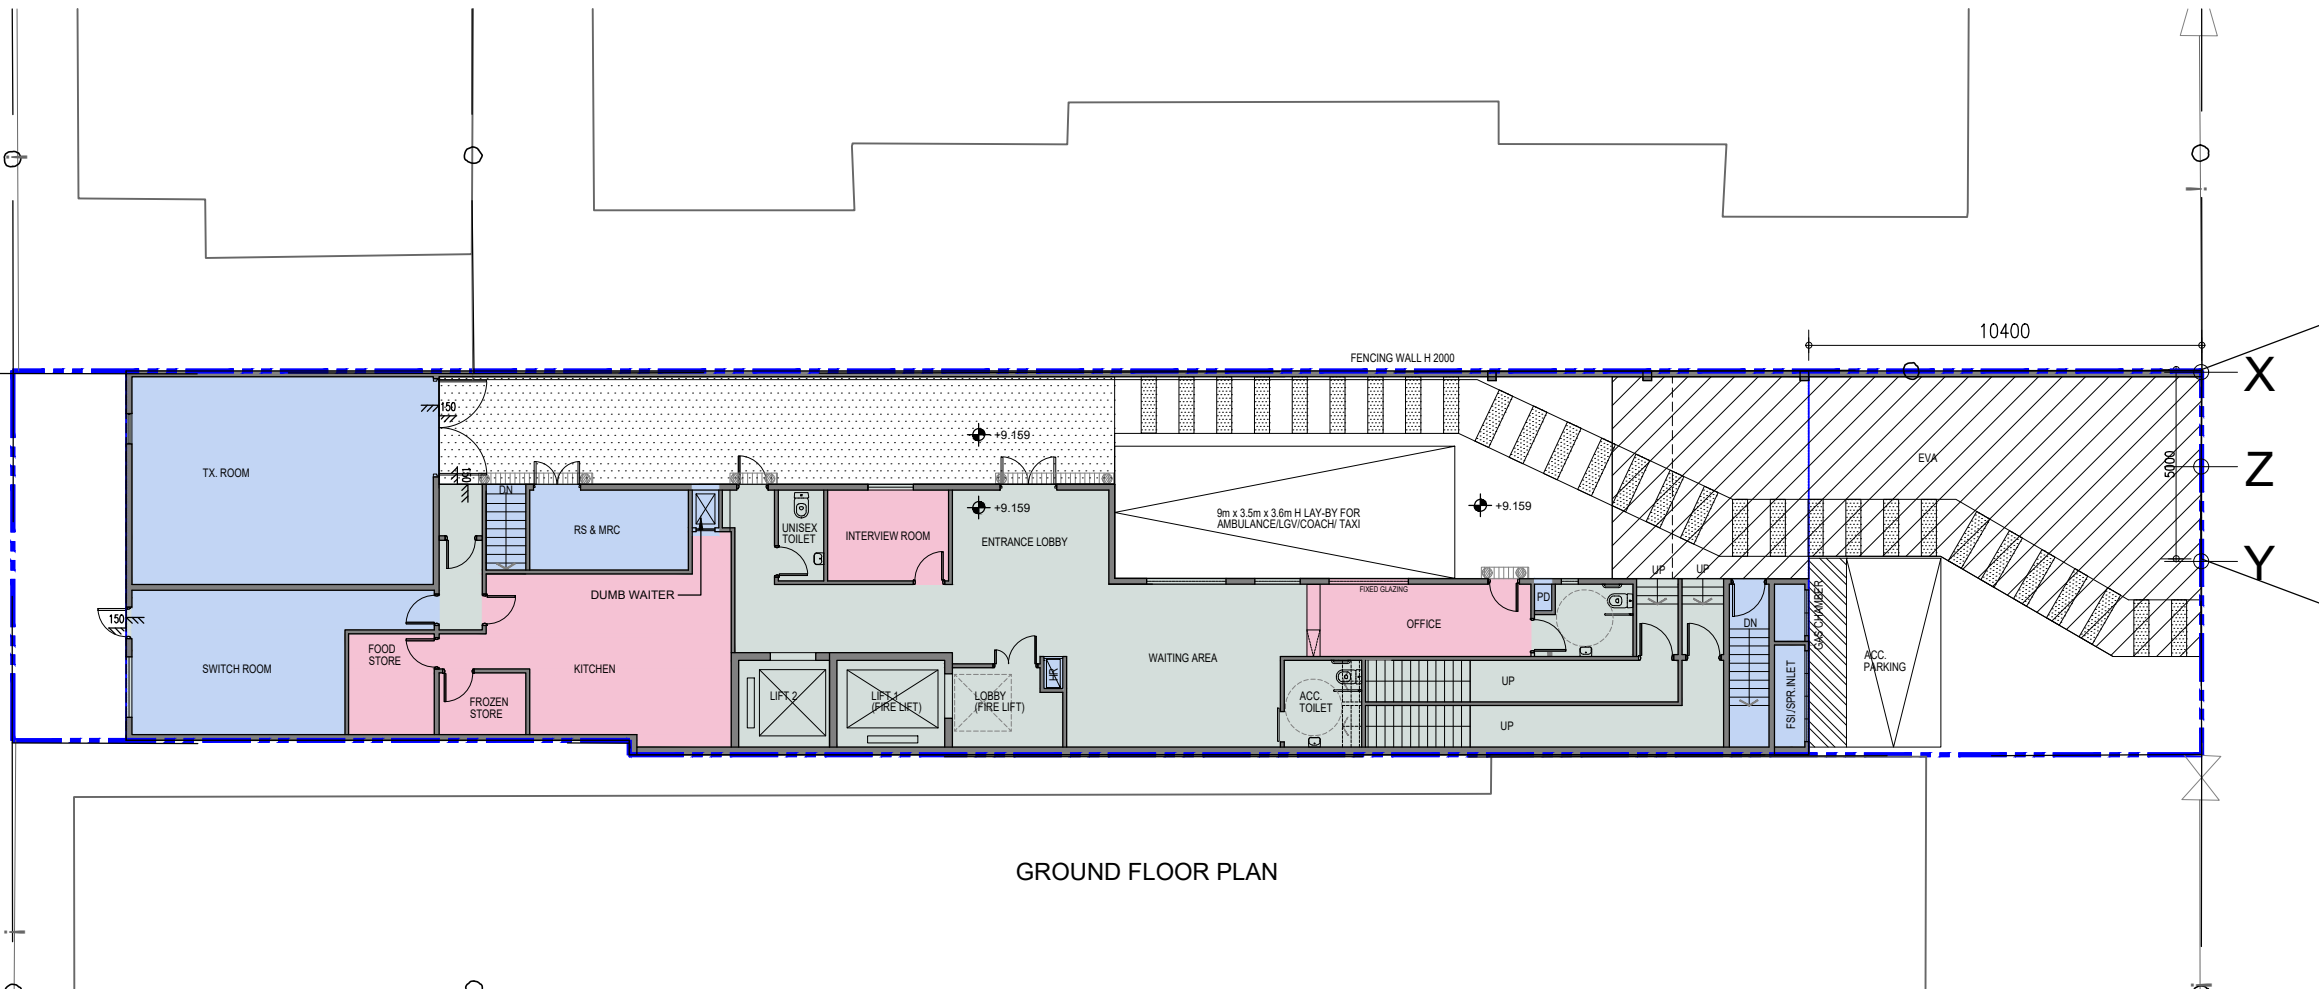 10400
FENCING WALL H 2000
X
150
+9.159
TX. ROOM
EVA
5000
Z
150
DN
+9.159
+9.159
9m x 3.5m x 3.6m H LAY-BY FOR
AMBULANCE/LGV/COACH/ TAXI
RS & MRC
UNISEX
TOILET
INTERVIEW ROOM
ENTRANCE LOBBY
Y
UP
UP
DUMB WAITER
FIXED GLAZING
PD
OFFICE
GAS CHAMBER
150
DN
FOOD
STORE
SWITCH ROOM
KITCHEN
WAITING AREA
ACC.
PARKING
HR
FROZEN
STORE
LIFT 2
LIFT 1
(FIRE LIFT)
LOBBY
(FIRE LIFT)
ACC.
TOILET
UP
UP
FSI./SPR.INLET
GROUND FLOOR PLAN